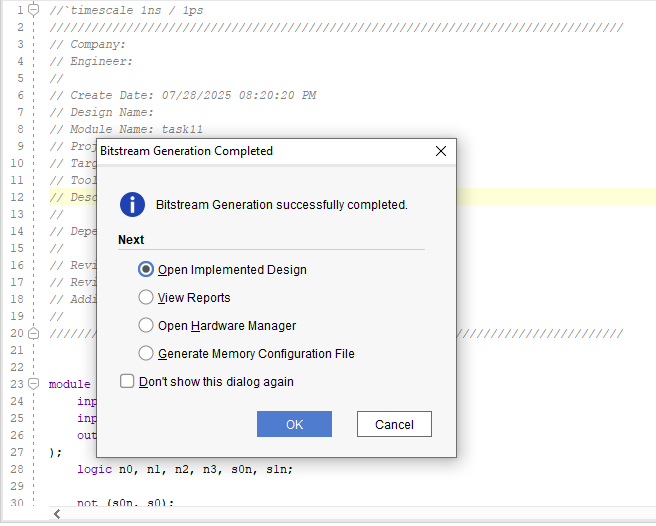 1 //`timescale 1ns / 1ps
2 //////////////////////////////////////////////////////////////////////////////////
3 // Company:
4 // Engineer:
5 //
6 // Create Date: 07/28/2025 08:20:20 PM
7 // Design Name:
8 // Module Name: task11
9 // Proj
10 // Targ
11 // Tool
12 // Desc
13 //
14 // Depe
15 //
16 // Revi
17 // Revi
18 // Addi
19 //
20 //////////////////////////////////////////////////////////////////////////////////
21
22
23 module
24 inp
25 inp
26 out
27 );
28 logic n0, n1, n2, n3, s0n, s1n;
29
30 not (s0n, s0);
Bitstream Generation Completed
Bitstream Generation successfully completed.
Next
Open Implemented Design
View Reports
Open Hardware Manager
Generate Memory Configuration File
Don't show this dialog again
OK
Cancel